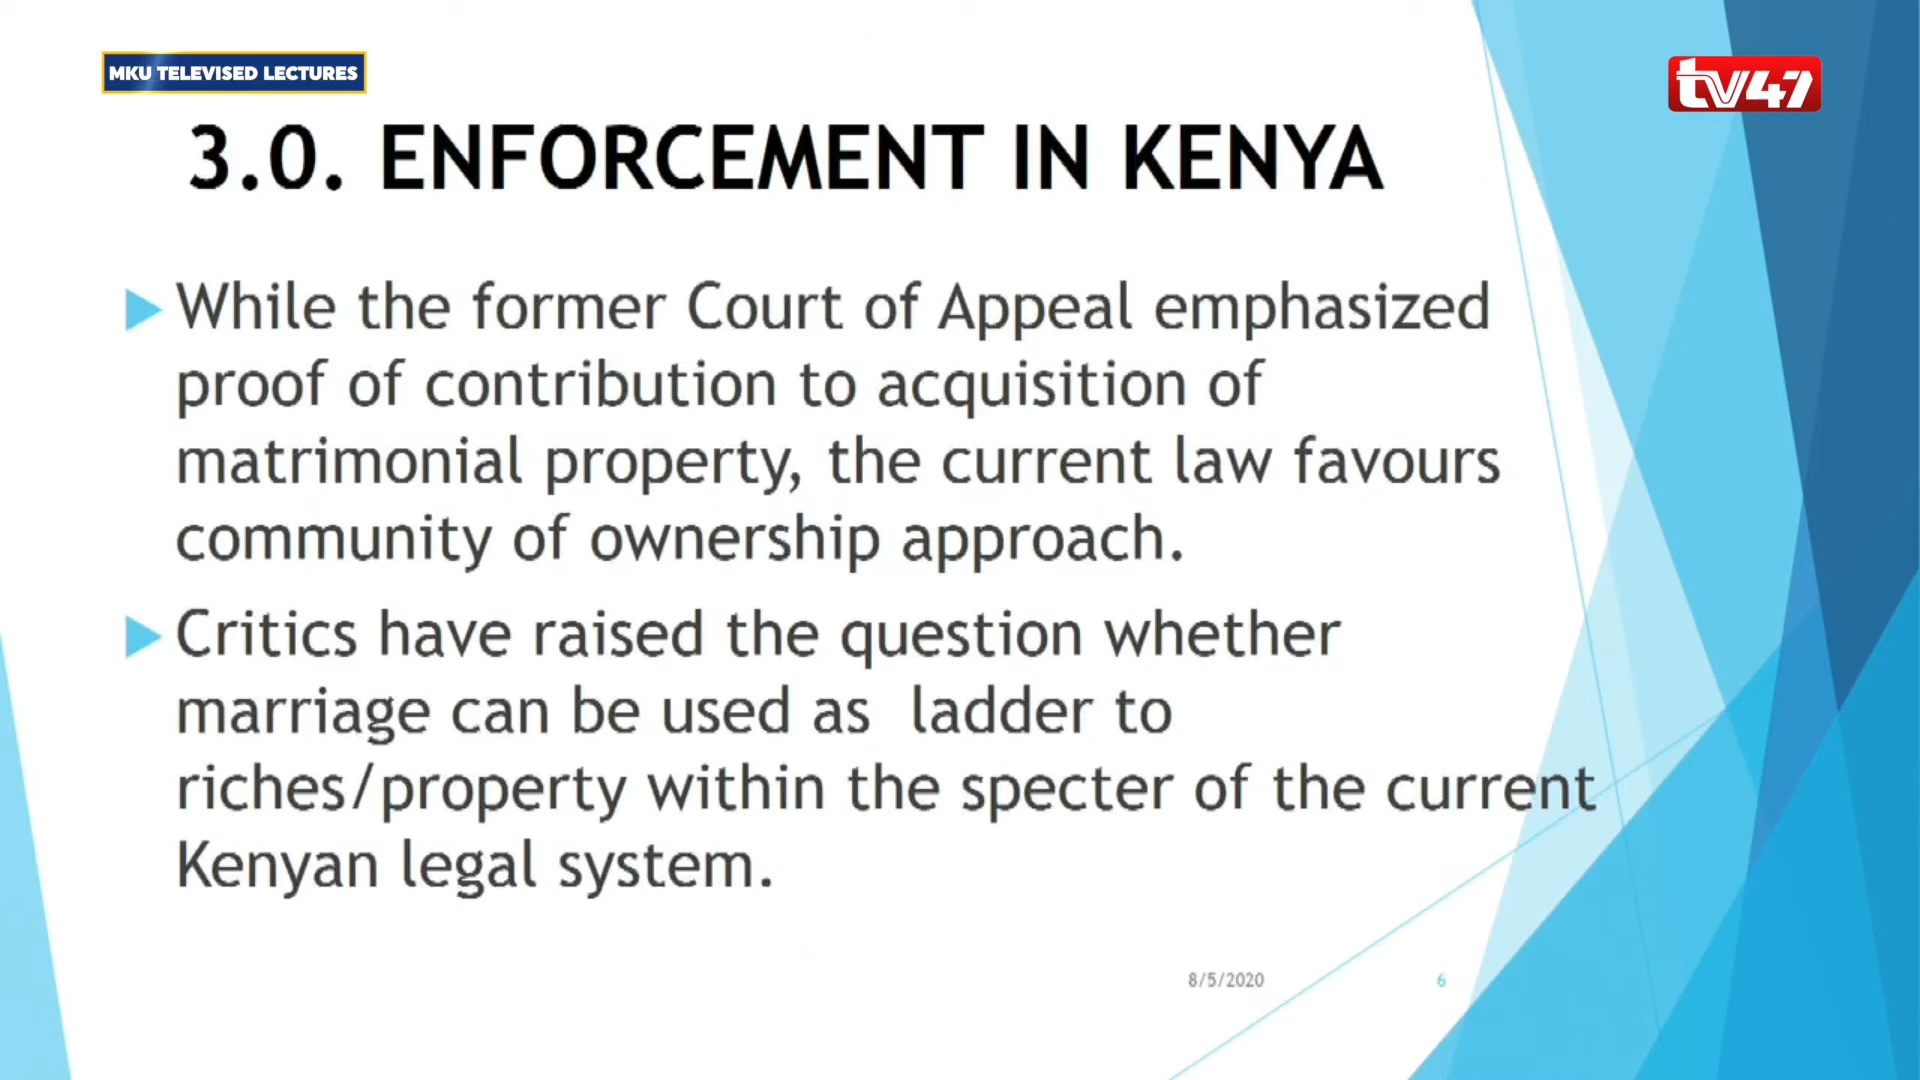 MKU TELEVISED LECTURES
tv47
3.0. ENFORCEMENT IN KENYA
While the former Court of Appeal emphasized
proof of contribution to acquisition of
matrimonial property, the current law favours
community of ownership approach.
Critics have raised the question whether
marriage can be used as ladder to
riches/property within the specter of the current
Kenyan legal system.
8/5/2020
6